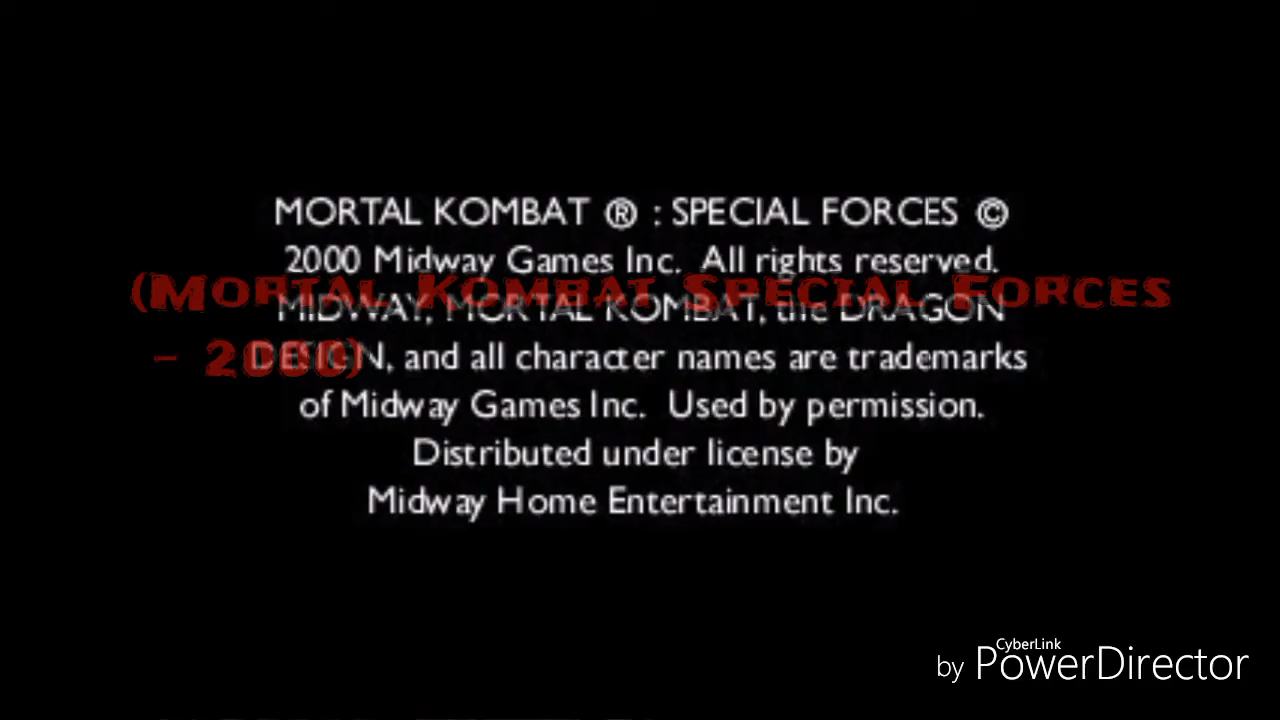 MORTAL KOMBAT ® : SPECIAL FORCES ©
2000 Midway Games Inc. All rights reserved.
(Mortal Kombat Special Forces
MIDWAY, MORTAL KOMBAT, the DRAGON
- 2000)
DESIGN, and all character names are trademarks
of Midway Games Inc. Used by permission.
Distributed under license by
Midway Home Entertainment Inc.
CyberLink
by PowerDirector